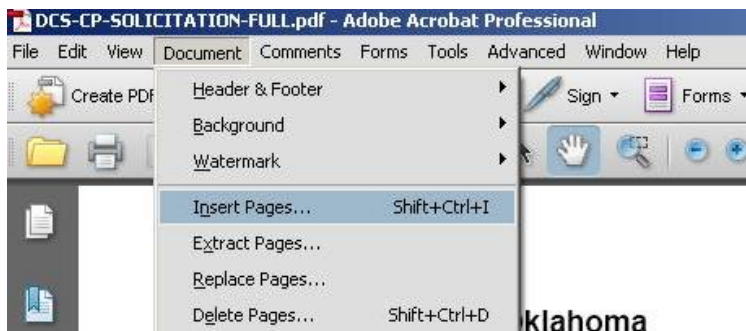 DCS-CP-SOLICITATION-FULL.pdf - Adobe Acrobat Professional
File Edit View Document Comments Forms Tools Advanced Window Help
Create PDF Sign Forms
Header & Footer
Background
Watermark
Insert Pages... Shift+Ctrl+I
Extract Pages...
Replace Pages...
Delete Pages... Shift+Ctrl+D
klahoma